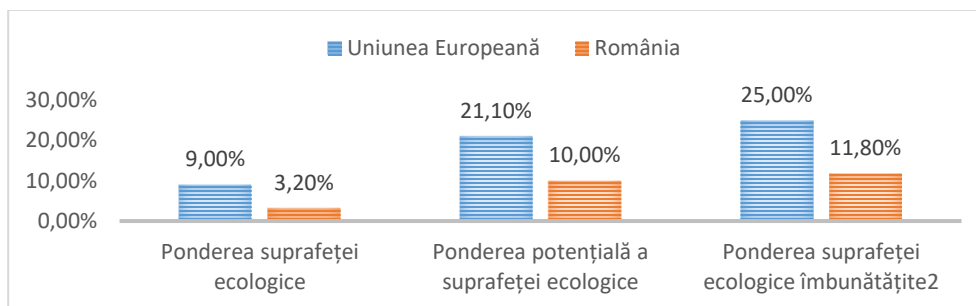 Uniunea Europeană România
30,00%
20,00%
10,00%
0,00%
9,00%
3,20%
21,10%
10,00%
25,00%
11,80%
Ponderea suprafeței
ecologice
Ponderea potențială a
suprafeței ecologice
Ponderea suprafeței
ecologice îmbunătățite2